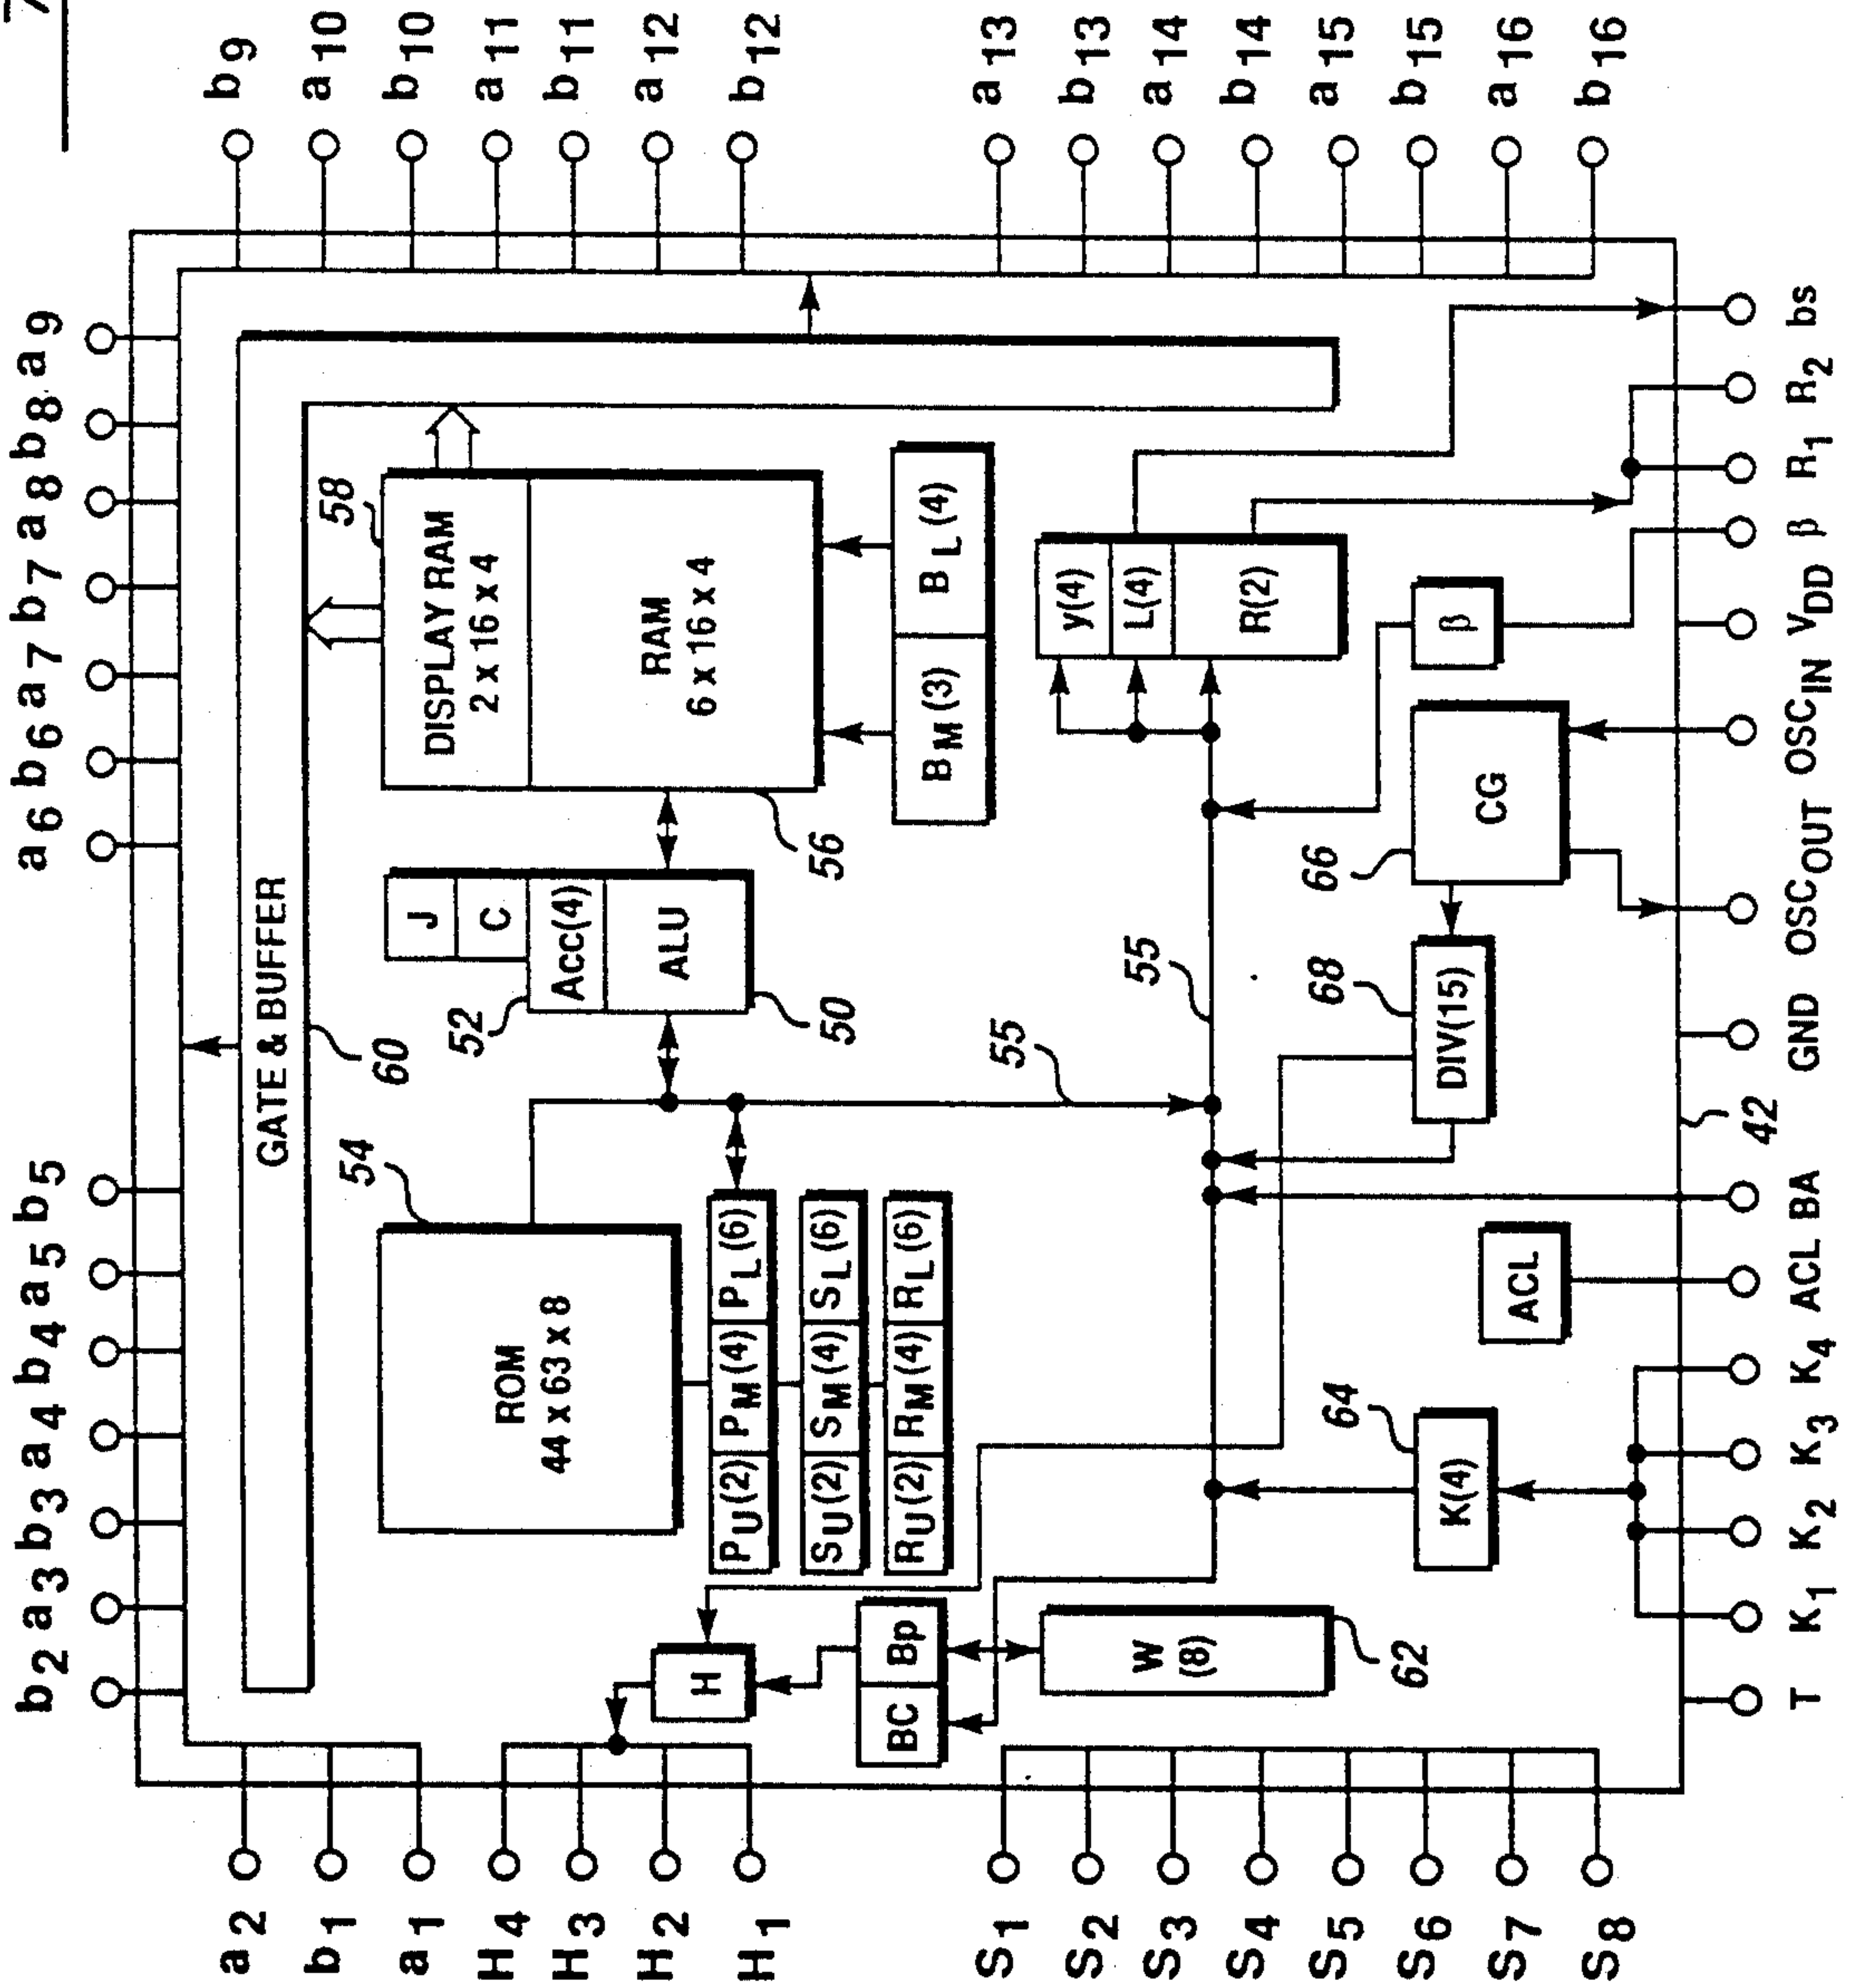 b2 a3 b3 a4 b4 a5 b5 a6 b6 a7 b7 a8 b8 a9
a2
b1
a1
H4
H3
H2
H1
S1
S2
S3
S4
S5
S6
S7
S8
GATE & BUFFER
60
54
ROM
44 x 63 x 8
PU(2) PM(4) PL(6)
SU(2) SM(4) SL(6)
RU(2) RM(4) RL(6)
J
C
52
Acc(4)
ALU
50
58
DISPLAY RAM
2 x 16 x 4
RAM
6 x 16 x 4
56
BM(3) BL(4)
H
BC Bp
W
(8)
62
55
55
y(4)
L(4)
R(2)
64
K(4)
ACL
68
DIV(15)
66
CG
β
42
b9
a10
b10
a11
b11
a12
b12
a13
b13
a14
b14
a15
b15
a16
b16
T K1 K2 K3 K4 ACL BA GND OSCOUT OSCIN VDD β R1 R2 bs